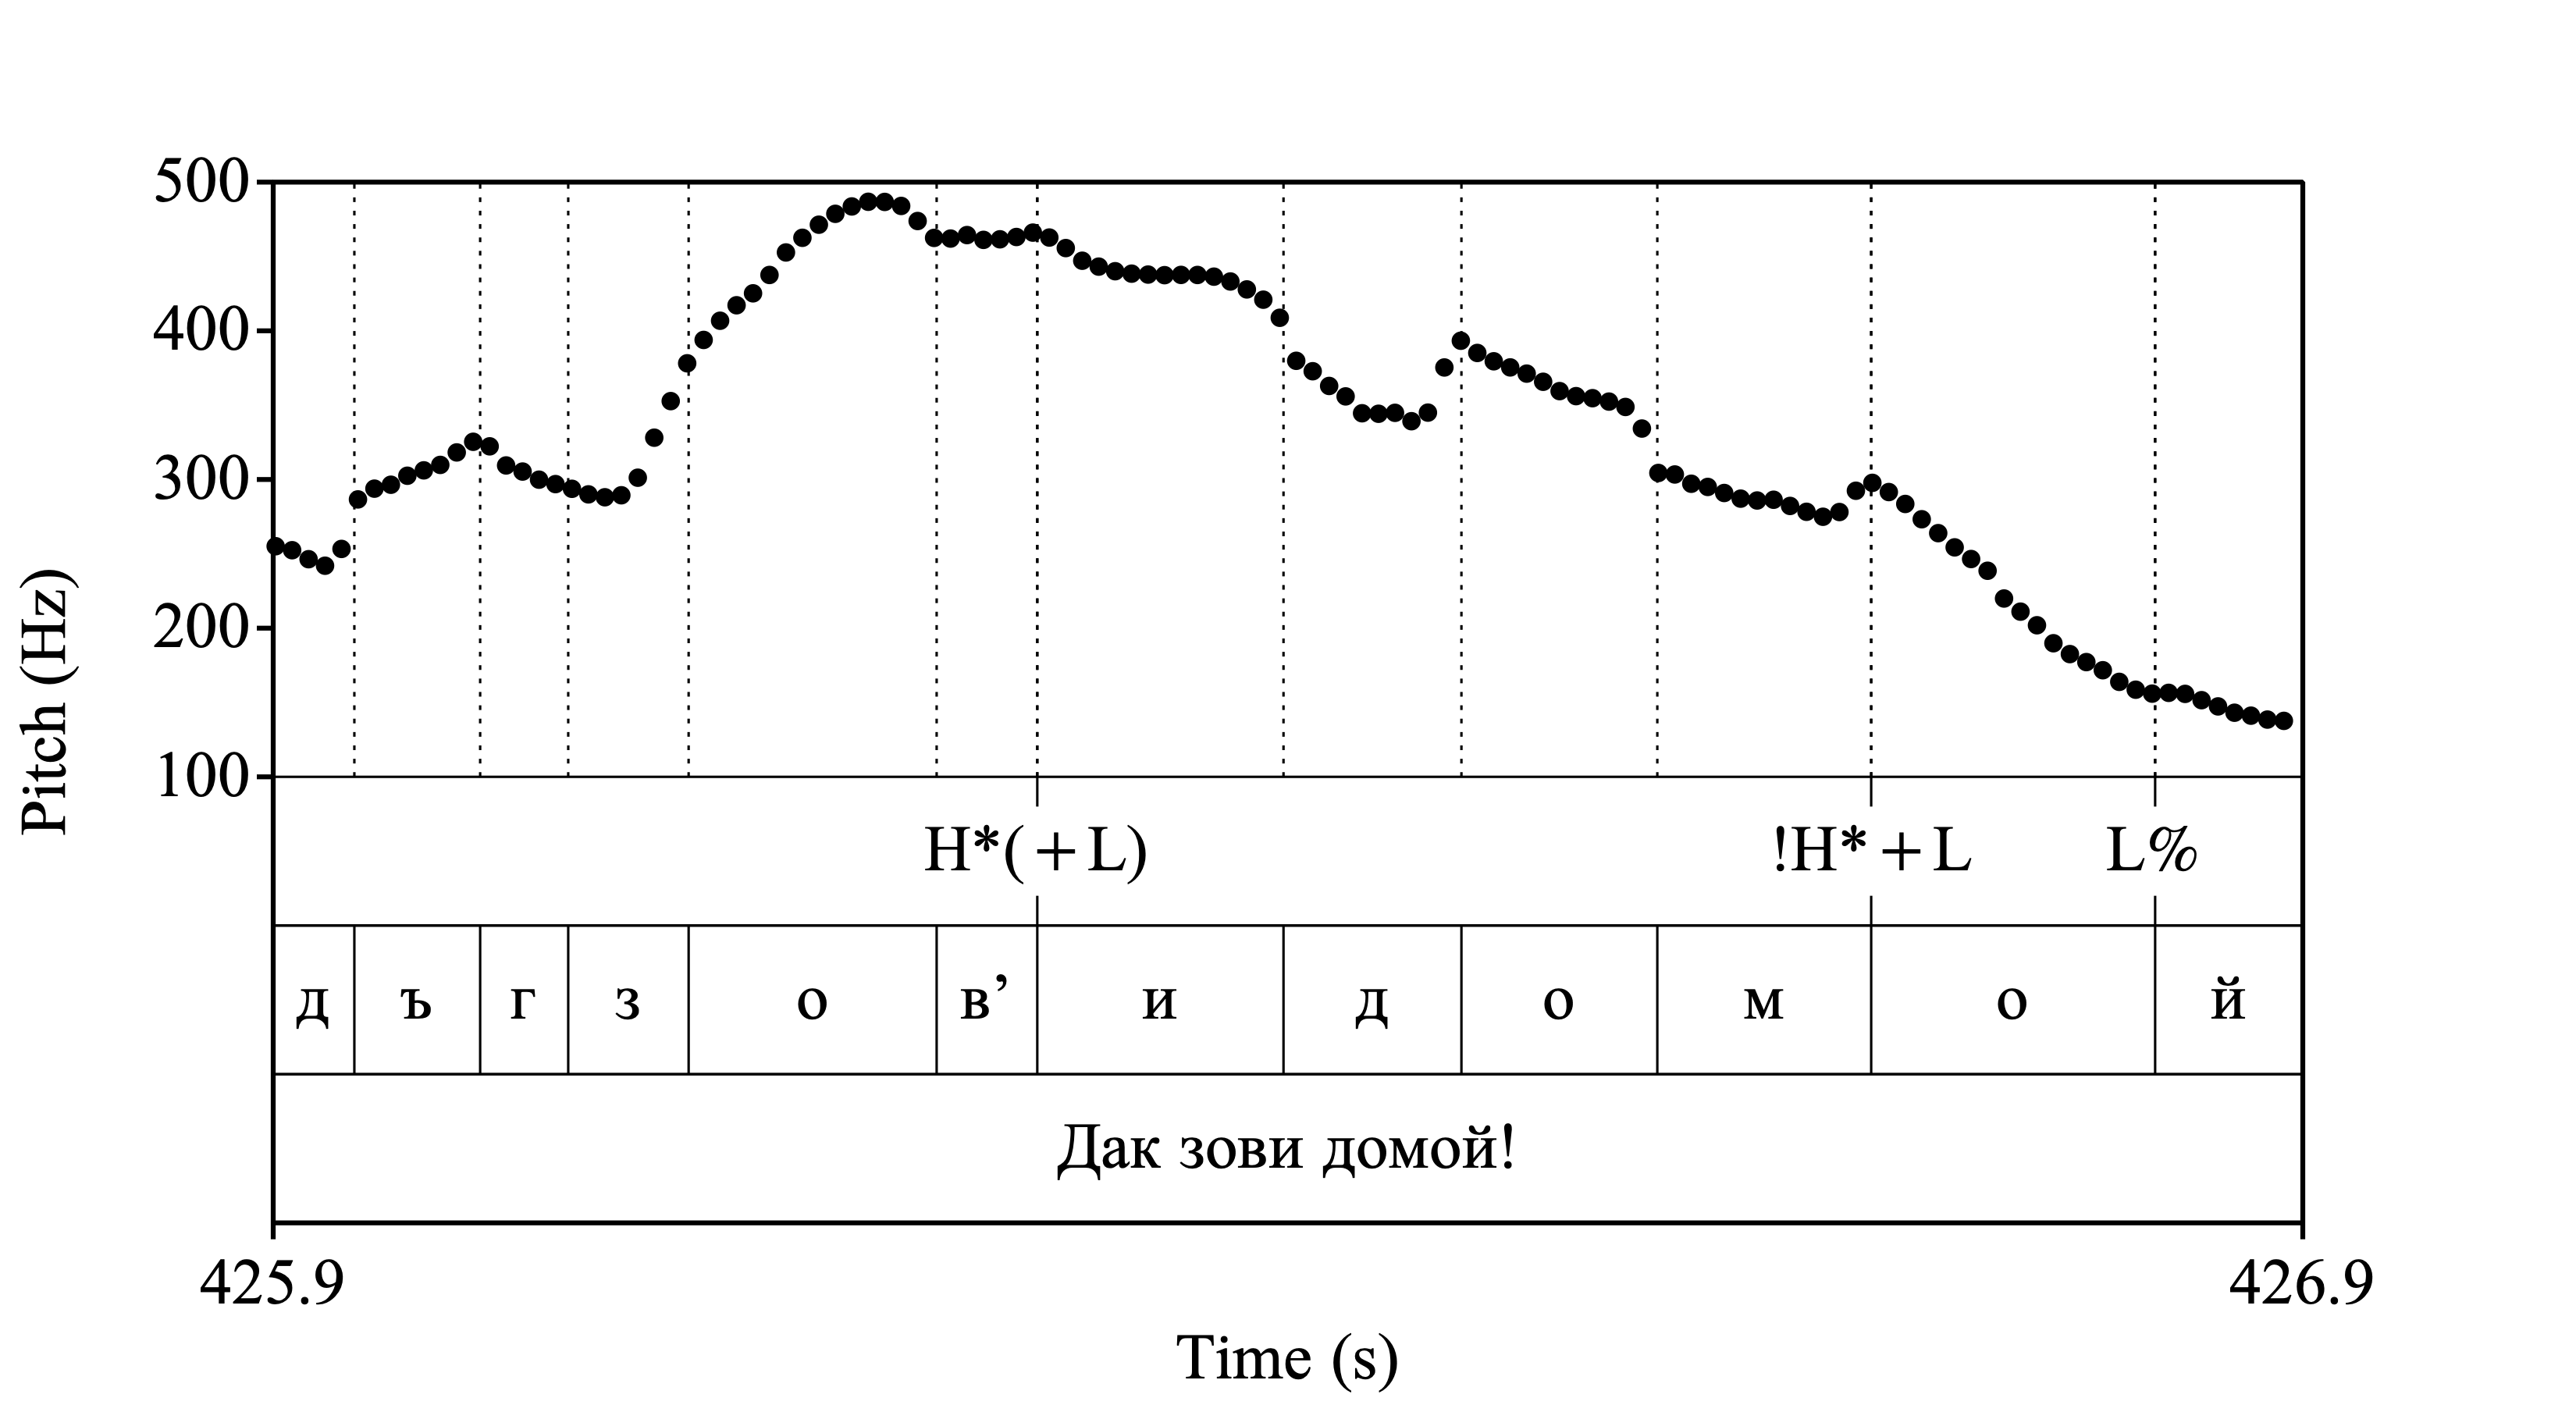 500
400
300
200
100
Pitch (Hz)
H*(+L) !H*+L L%
д ъ г з о в’ и д о м о й
Дак зови домой!
425.9 426.9
Time (s)